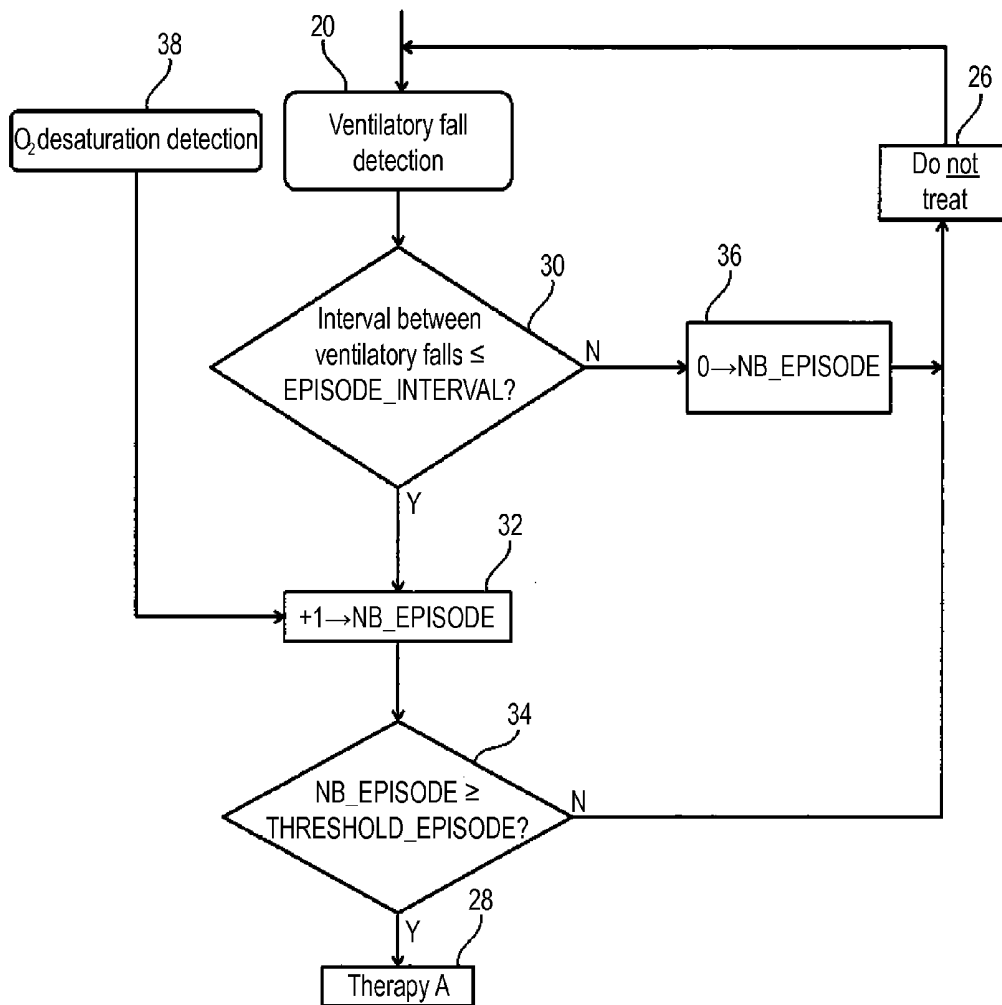 38
20
26
O₂ desaturation detection
Ventilatory fall
detection
Do not
treat
30
36
Interval between
ventilatory falls ≤
EPISODE_INTERVAL?
N
0→NB_EPISODE
Y
32
+1→NB_EPISODE
34
NB_EPISODE ≥
THRESHOLD_EPISODE?
N
Y
28
Therapy A